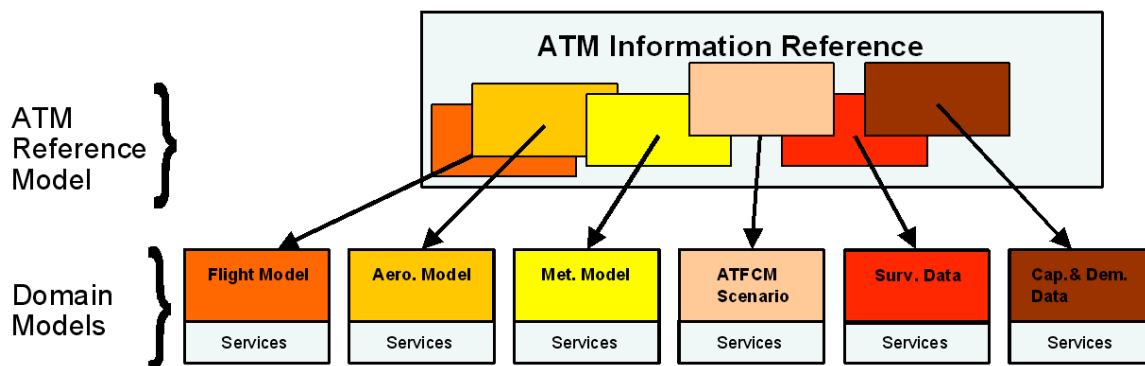 ATM Information Reference
ATM
Reference
Model
Domain
Models
Flight Model
Aero. Model
Met. Model
ATFCM
Scenario
Surv. Data
Cap.& Dem.
Data
Services
Services
Services
Services
Services
Services